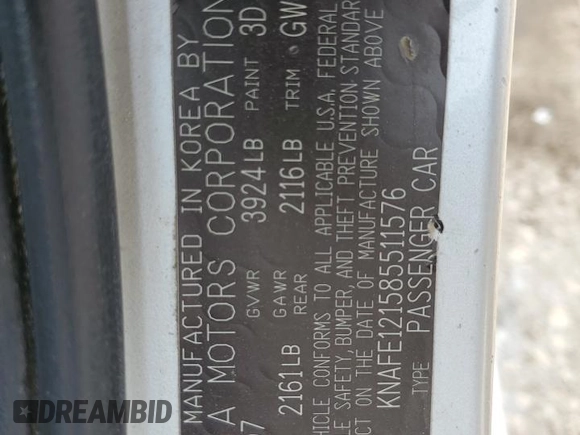 MANUFACTURED IN KOREA BY
A MOTORS CORPORATION
67 GVWR 3924LB PAINT 3D
2161LB GAWR REAR 2116LB TRIM GW
HICLE CONFORMS TO ALL APPLICABLE U.S.A. FEDERAL
LE SAFETY, BUMPER, AND THEFT PREVENTION STANDAR
CT ON THE DATE OF MANUFACTURE SHOWN ABOVE
KNAFE121585511576
TYPE PASSENGER CAR
DREAMBID